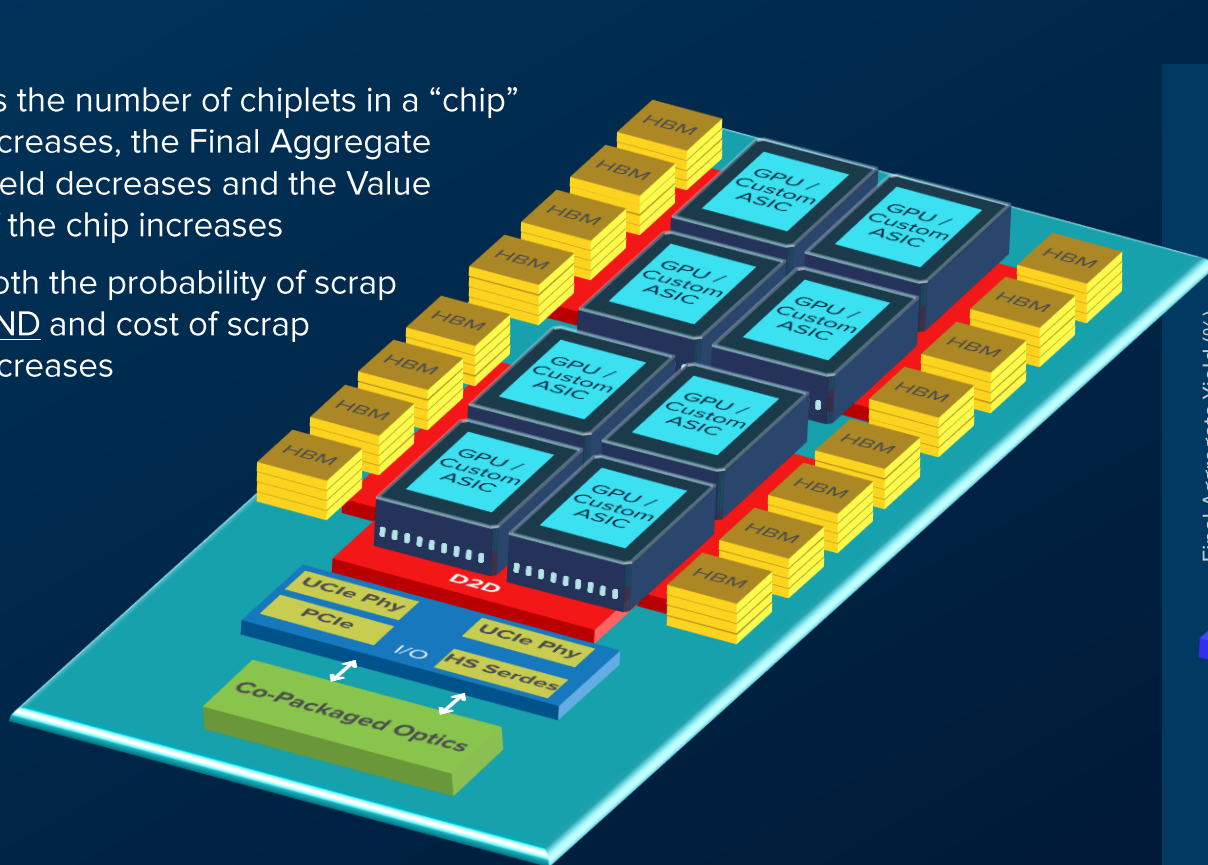 s the number of chiplets in a “chip”
creases, the Final Aggregate
ield decreases and the Value
f the chip increases
oth the probability of scrap
ND and cost of scrap
creases
HBM
HBM
HBM
HBM
HBM
HBM
HBM
HBM
GPU /
Custom
ASIC
GPU /
Custom
ASIC
GPU /
Custom
ASIC
GPU /
Custom
ASIC
GPU /
Custom
ASIC
GPU /
Custom
ASIC
GPU /
Custom
ASIC
GPU /
Custom
ASIC
HBM
HBM
HBM
HBM
HBM
HBM
HBM
HBM
D2D
UCIe Phy
PCIe
I/O
UCIe Phy
HS Serdes
Co-Packaged Optics
Final Aggregate Yield (%)